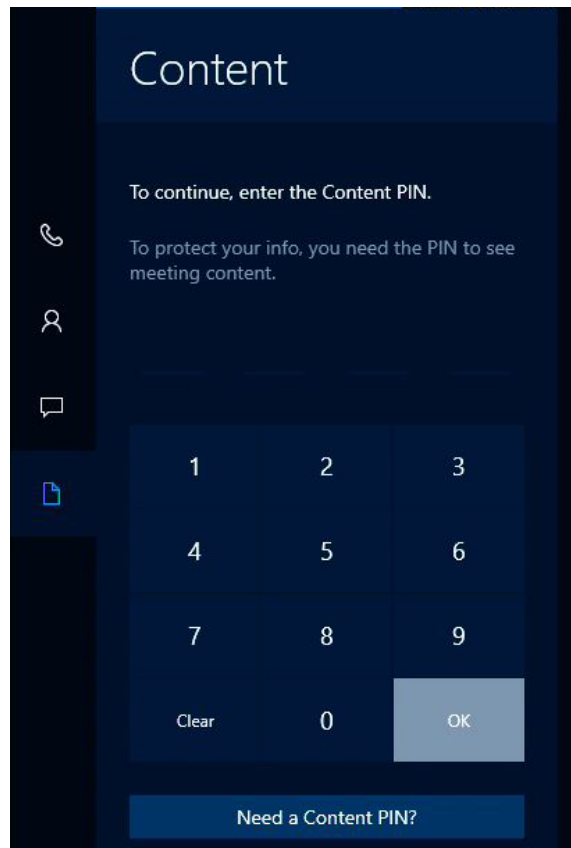 Content
To continue, enter the Content PIN.
To protect your info, you need the PIN to see
meeting content.
1 2 3
4 5 6
7 8 9
Clear 0 OK
Need a Content PIN?